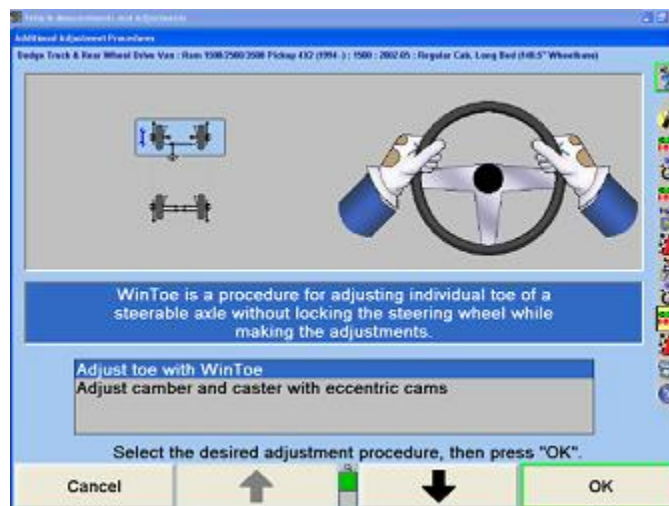 Additional Adjustment Procedures
Dodge Truck & Rear Wheel Drive Van : Ram 1500/2500/3500 Pickup 4X2 (1994- ) : 1500 : 2002-05 : Regular Cab, Long Bed (140.5" Wheelbase)
WinToe is a procedure for adjusting individual toe of a
steerable axle without locking the steering wheel while
making the adjustments.
Adjust toe with WinToe
Adjust camber and caster with eccentric cams
Select the desired adjustment procedure, then press "OK".
Cancel
OK